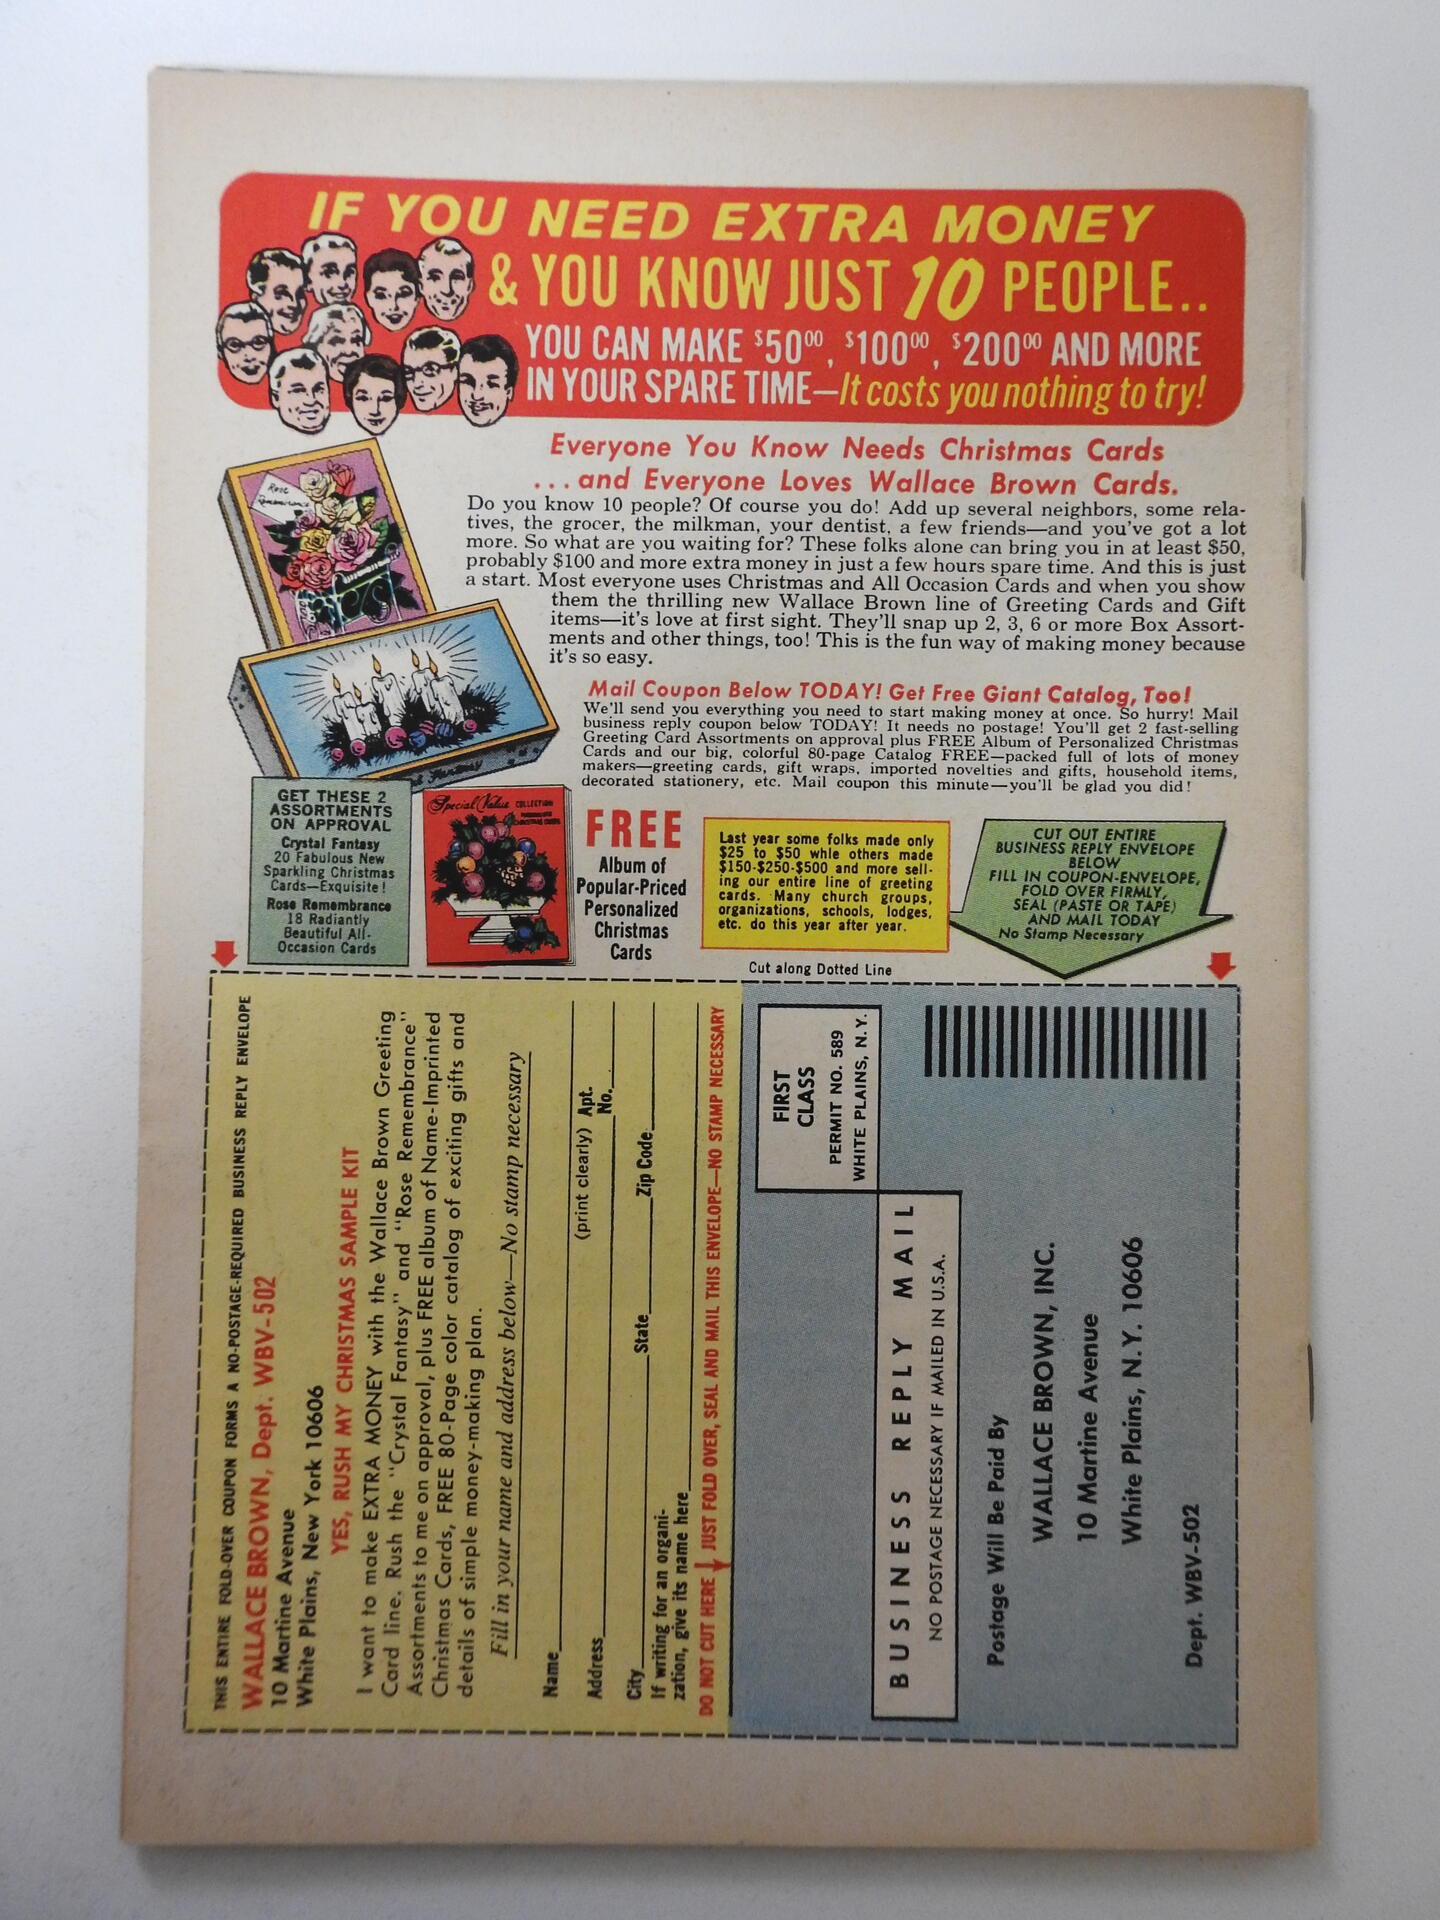 IF YOU NEED EXTRA MONEY
& YOU KNOW JUST 10 PEOPLE..
YOU CAN MAKE $50⁰⁰, $100⁰⁰, $200⁰⁰ AND MORE
IN YOUR SPARE TIME—It costs you nothing to try!
Everyone You Know Needs Christmas Cards
...and Everyone Loves Wallace Brown Cards.
Do you know 10 people? Of course you do! Add up several neighbors, some rela-
tives, the grocer, the milkman, your dentist, a few friends—and you've got a lot
more. So what are you waiting for? These folks alone can bring you in at least $50,
probably $100 and more extra money in just a few hours spare time. And this is just
a start. Most everyone uses Christmas and All Occasion Cards and when you show
them the thrilling new Wallace Brown line of Greeting Cards and Gift
items—it's love at first sight. They'll snap up 2, 3, 6 or more Box Assort-
ments and other things, too! This is the fun way of making money because
it's so easy.
Rose
Remembrance
Fantasy
Mail Coupon Below TODAY! Get Free Giant Catalog, Too!
We'll send you everything you need to start making money at once. So hurry! Mail
business reply coupon below TODAY! It needs no postage! You'll get 2 fast-selling
Greeting Card Assortments on approval plus FREE Album of Personalized Christmas
Cards and our big, colorful 80-page Catalog FREE—packed full of lots of money
makers—greeting cards, gift wraps, imported novelties and gifts, household items,
decorated stationery, etc. Mail coupon this minute—you'll be glad you did!
GET THESE 2
ASSORTMENTS
ON APPROVAL
Crystal Fantasy
20 Fabulous New
Sparkling Christmas
Cards—Exquisite!
Rose Remembrance
18 Radiantly
Beautiful All-
Occasion Cards
Special Value COLLECTION
PERSONALIZED
CHRISTMAS CARDS
FREE
Album of
Popular-Priced
Personalized
Christmas
Cards
Last year some folks made only
$25 to $50 whle others made
$150-$250-$500 and more sell-
ing our entire line of greeting
cards. Many church groups,
organizations, schools, lodges,
etc. do this year after year.
CUT OUT ENTIRE
BUSINESS REPLY ENVELOPE
BELOW
FILL IN COUPON-ENVELOPE,
FOLD OVER FIRMLY,
SEAL (PASTE OR TAPE)
AND MAIL TODAY
No Stamp Necessary
Cut along Dotted Line
THIS ENTIRE FOLD-OVER COUPON FORMS A NO-POSTAGE-REQUIRED BUSINESS REPLY ENVELOPE
WALLACE BROWN, Dept. WBV-502
10 Martine Avenue
White Plains, New York 10606
YES, RUSH MY CHRISTMAS SAMPLE KIT
I want to make EXTRA MONEY with the Wallace Brown Greeting
Card line. Rush the "Crystal Fantasy" and "Rose Remembrance"
Assortments to me on approval, plus FREE album of Name-Imprinted
Christmas Cards, FREE 80-Page color catalog of exciting gifts and
details of simple money-making plan.
Fill in your name and address below—No stamp necessary
Name
(print clearly)
Address Apt. No.
City State Zip Code
If writing for an organi-
zation, give its name here
DO NOT CUT HERE JUST FOLD OVER, SEAL AND MAIL THIS ENVELOPE—NO STAMP NECESSARY
FIRST
CLASS
PERMIT NO. 589
WHITE PLAINS, N.Y.
BUSINESS REPLY MAIL
NO POSTAGE NECESSARY IF MAILED IN U.S.A.
Postage Will Be Paid By
WALLACE BROWN, INC.
10 Martine Avenue
White Plains, N.Y. 10606
Dept. WBV-502